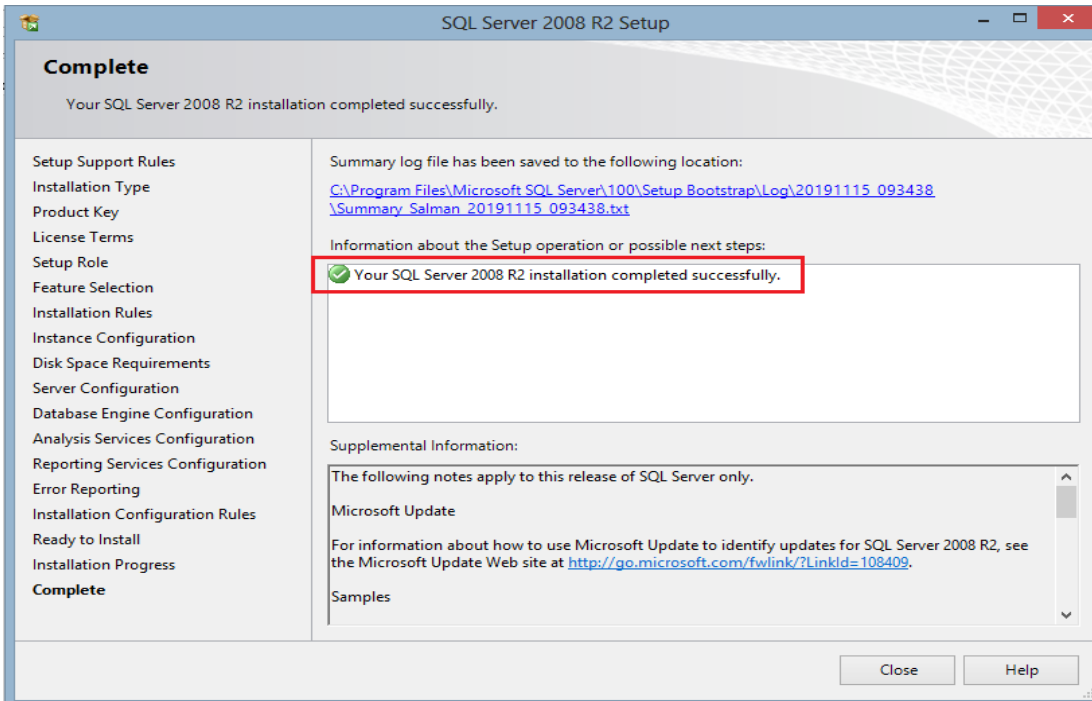 SQL Server 2008 R2 Setup
Complete
Your SQL Server 2008 R2 installation completed successfully.
Setup Support Rules
Installation Type
Product Key
License Terms
Setup Role
Feature Selection
Installation Rules
Instance Configuration
Disk Space Requirements
Server Configuration
Database Engine Configuration
Analysis Services Configuration
Reporting Services Configuration
Error Reporting
Installation Configuration Rules
Ready to Install
Installation Progress
Complete
Summary log file has been saved to the following location:
C:\Program Files\Microsoft SQL Server\100\Setup Bootstrap\Log\20191115_093438
\Summary_Salman_20191115_093438.txt
Information about the Setup operation or possible next steps:
Your SQL Server 2008 R2 installation completed successfully.
Supplemental Information:
The following notes apply to this release of SQL Server only.
Microsoft Update
For information about how to use Microsoft Update to identify updates for SQL Server 2008 R2, see
the Microsoft Update Web site at http://go.microsoft.com/fwlink/?LinkId=108409.
Samples
Close
Help